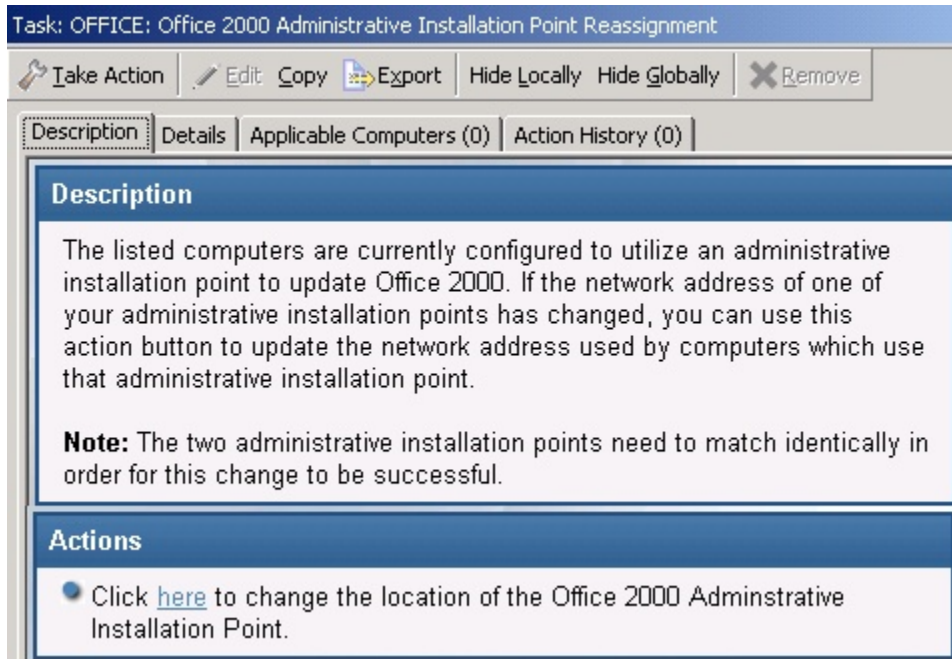 Task: OFFICE: Office 2000 Administrative Installation Point Reassignment
Take Action Edit Copy Export Hide Locally Hide Globally Remove
Description Details Applicable Computers (0) Action History (0)
Description
The listed computers are currently configured to utilize an administrative
installation point to update Office 2000. If the network address of one of
your administrative installation points has changed, you can use this
action button to update the network address used by computers which use
that administrative installation point.
Note: The two administrative installation points need to match identically in
order for this change to be successful.
Actions
Click here to change the location of the Office 2000 Adminstrative
Installation Point.